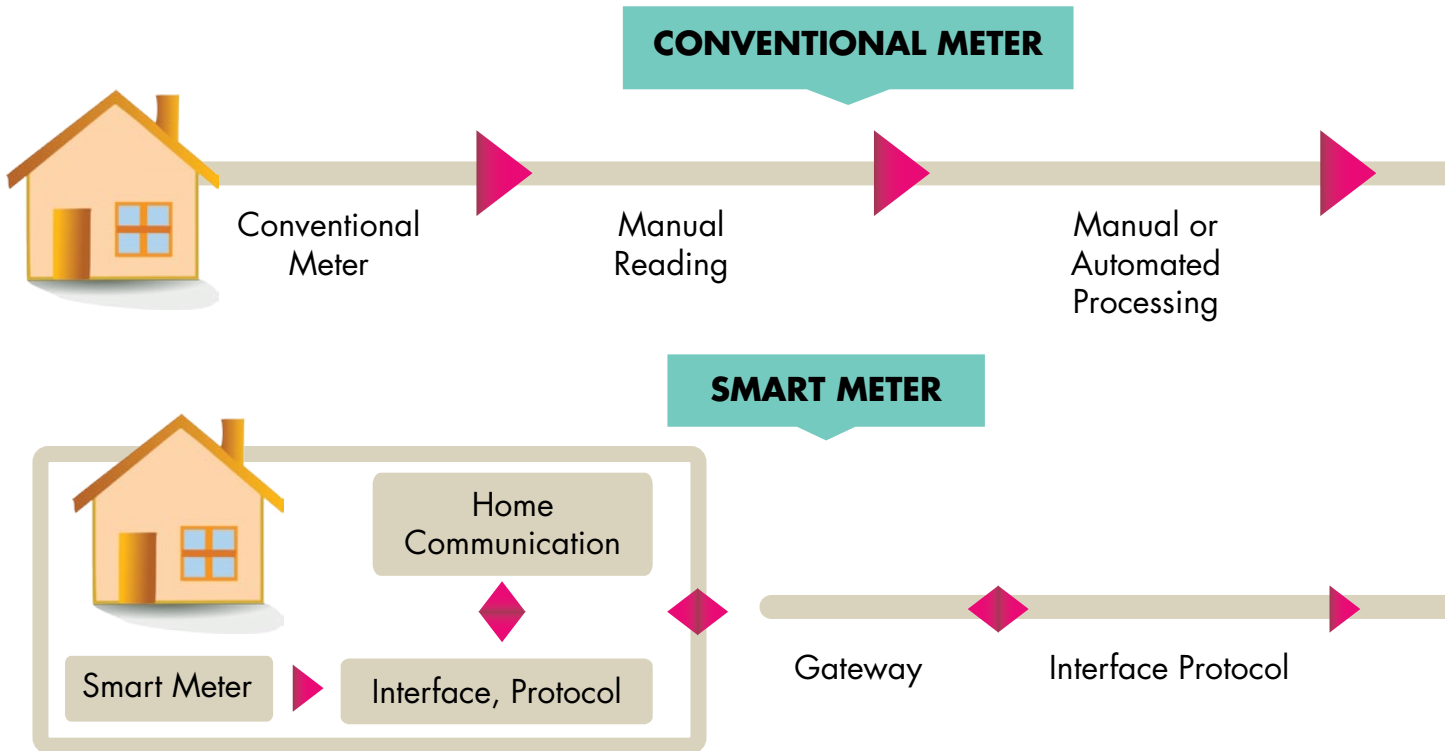 CONVENTIONAL METER
Conventional
Meter
Manual
Reading
Manual or
Automated
Processing
SMART METER
Home
Communication
Smart Meter
Interface, Protocol
Gateway
Interface Protocol